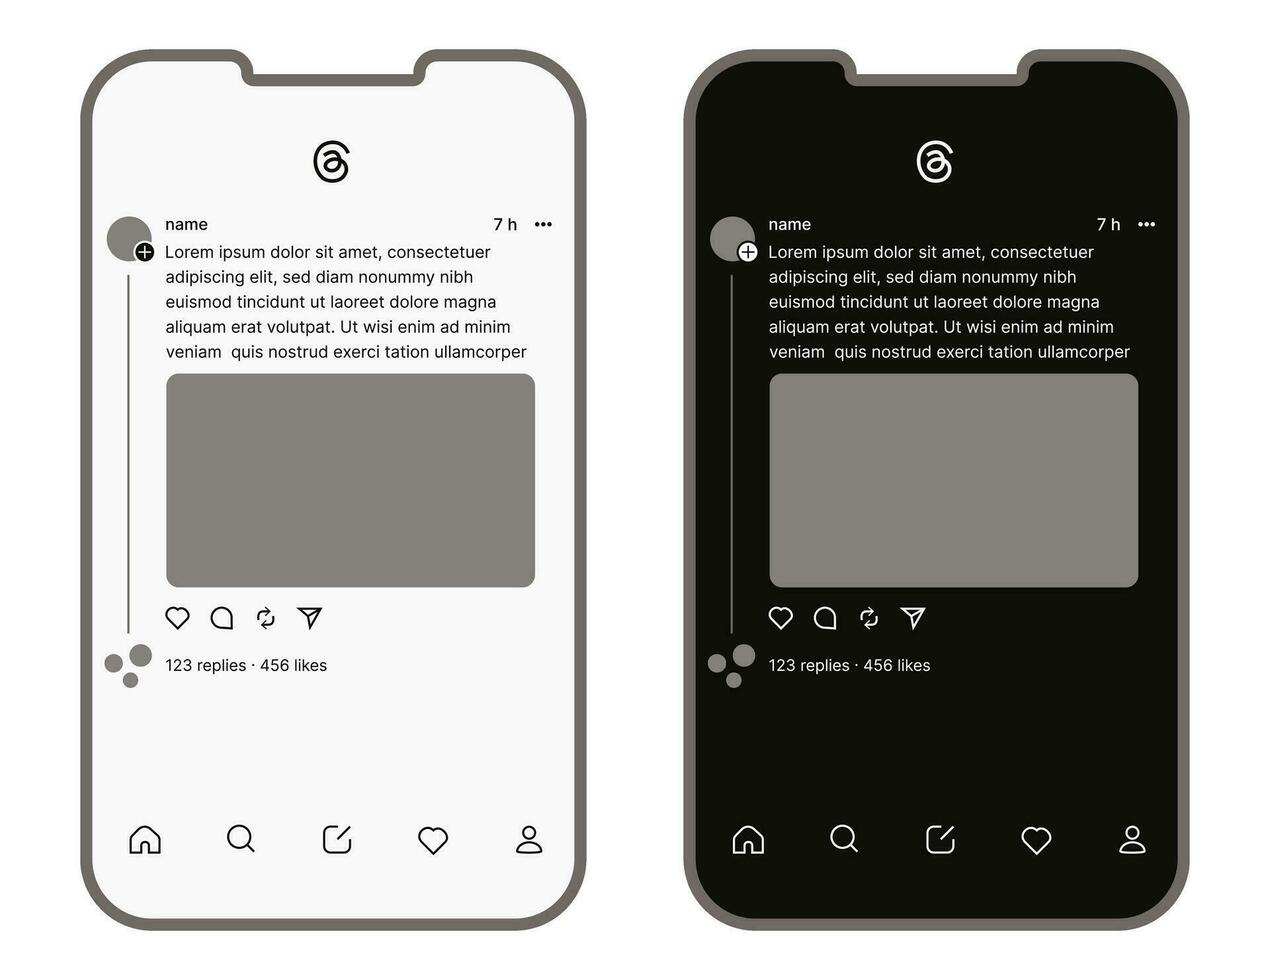 name 7 h
Lorem ipsum dolor sit amet, consectetuer
adipiscing elit, sed diam nonummy nibh
euismod tincidunt ut laoreet dolore magna
aliquam erat volutpat. Ut wisi enim ad minim
veniam  quis nostrud exerci tation ullamcorper
123 replies · 456 likes
name 7 h
Lorem ipsum dolor sit amet, consectetuer
adipiscing elit, sed diam nonummy nibh
euismod tincidunt ut laoreet dolore magna
aliquam erat volutpat. Ut wisi enim ad minim
veniam  quis nostrud exerci tation ullamcorper
123 replies · 456 likes